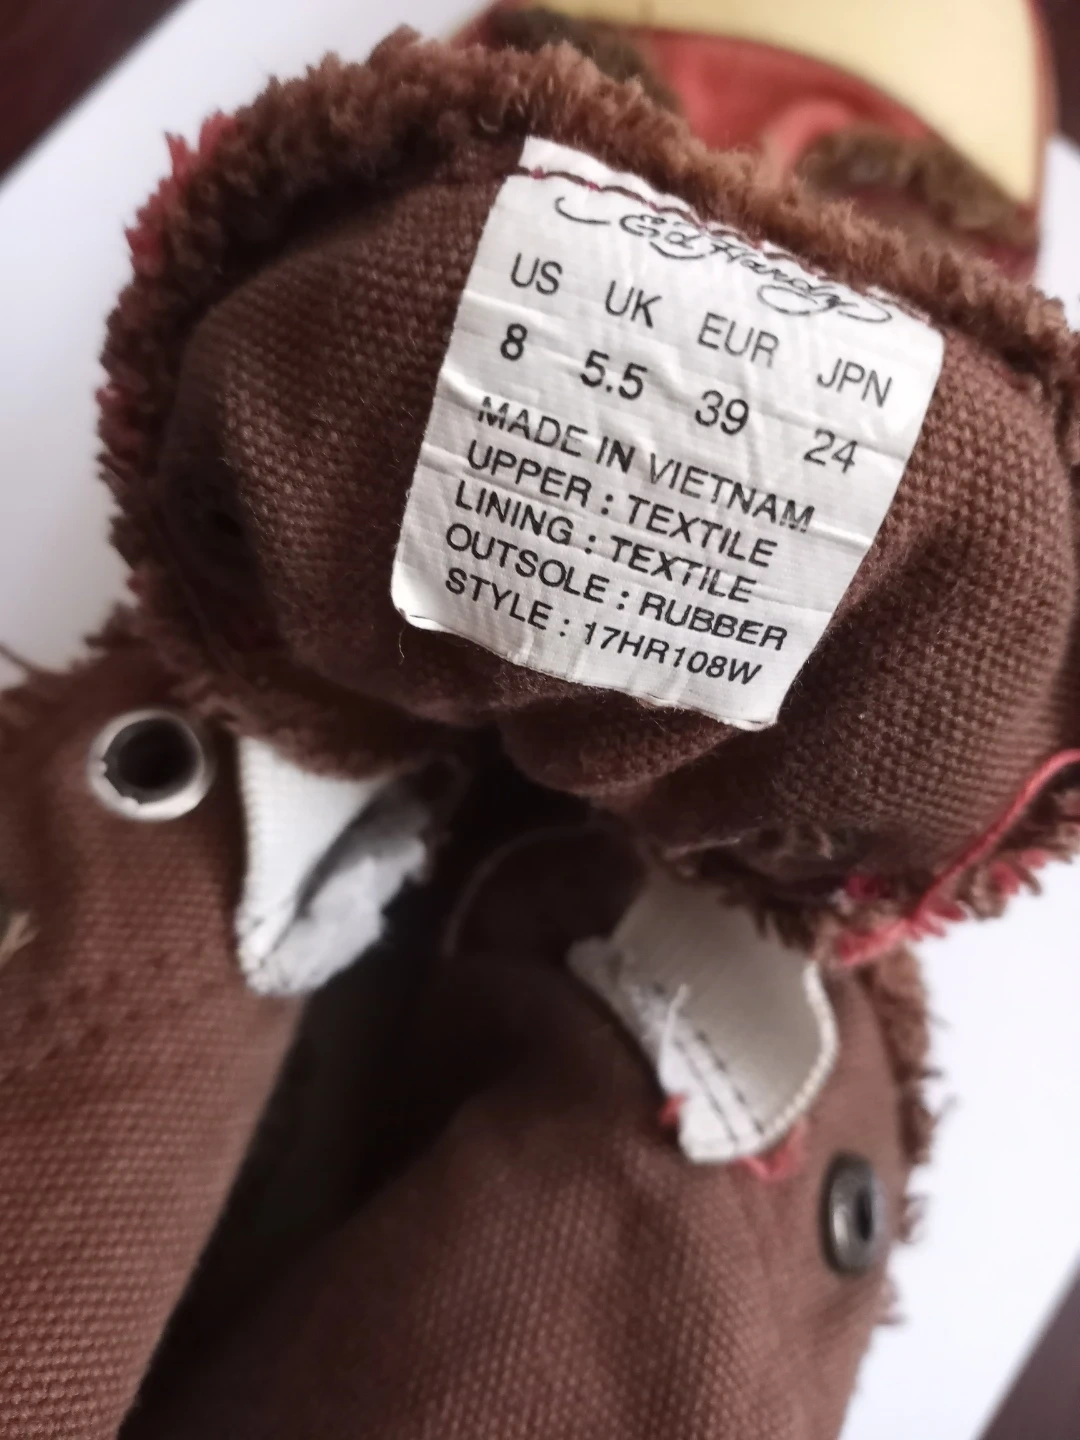 Ed Hardy
US UK EUR JPN
8 5.5 39 24
MADE IN VIETNAM
UPPER : TEXTILE
LINING : TEXTILE
OUTSOLE : RUBBER
STYLE : 17HR108W